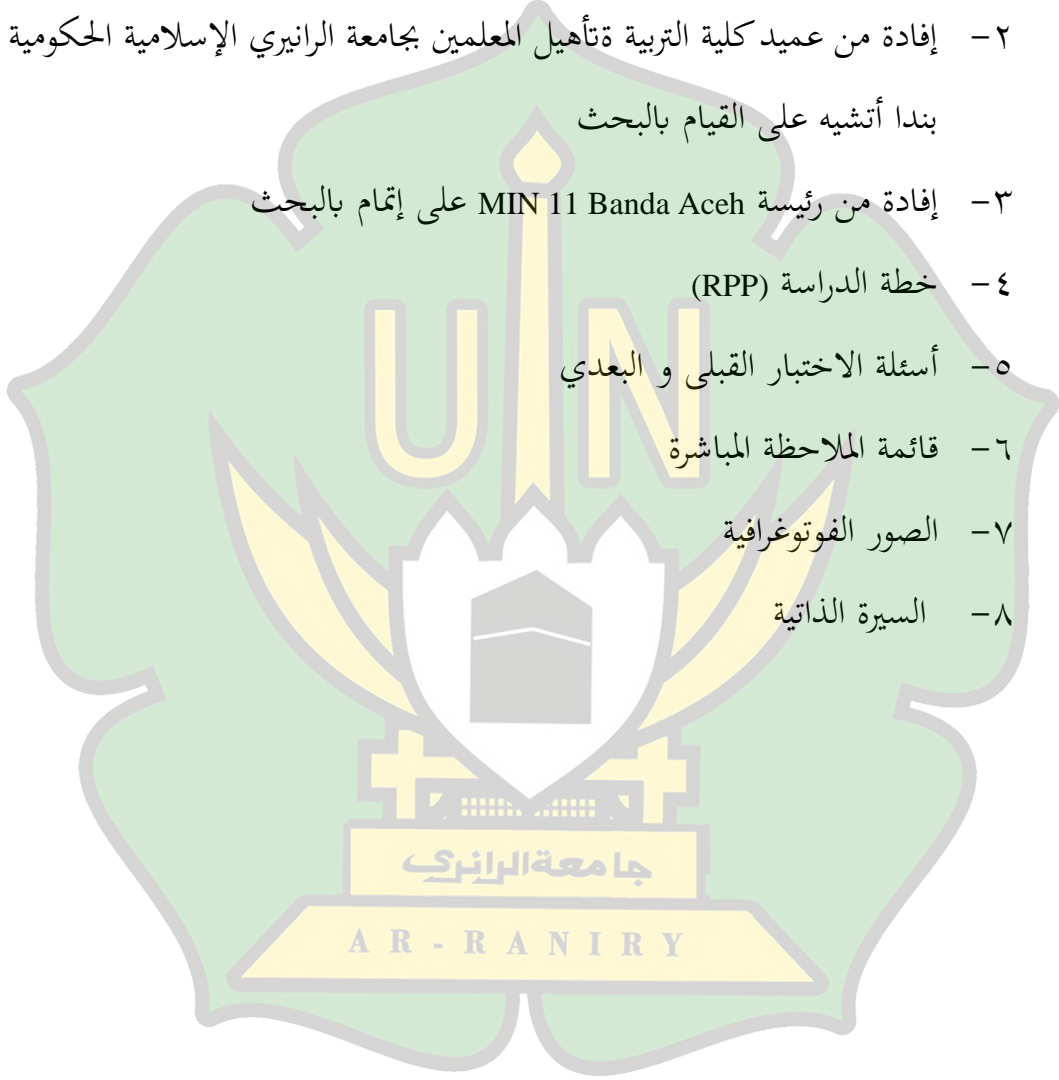 ٢- إفادة من عميد كلية التربية ةتأهيل المعلمين بجامعة الرانيري الإسلامية الحكومية
بندا أتشيه على القيام بالبحث
٣- إفادة من رئيسة MIN 11 Banda Aceh على إتمام بالبحث
٤- خطة الدراسة (RPP)
٥- أسئلة الاختبار القبلى و البعدي
٦- قائمة الملاحظة المباشرة
٧- الصور الفوتوغرافية
٨- السيرة الذاتية
UIN
جامعة الرانري
AR-RANIRY